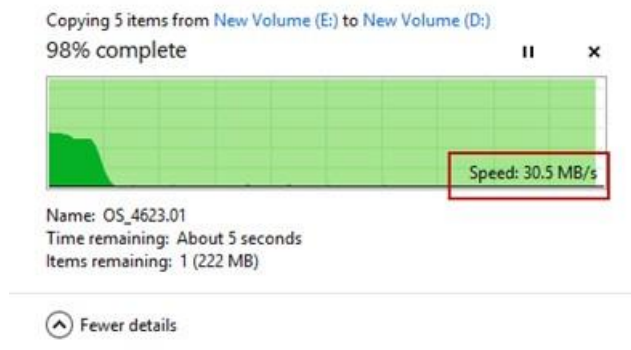 Copying 5 items from New Volume (E:) to New Volume (D:)
98% complete
Speed: 30.5 MB/s
Name: OS_4623.01
Time remaining: About 5 seconds
Items remaining: 1 (222 MB)
Fewer details